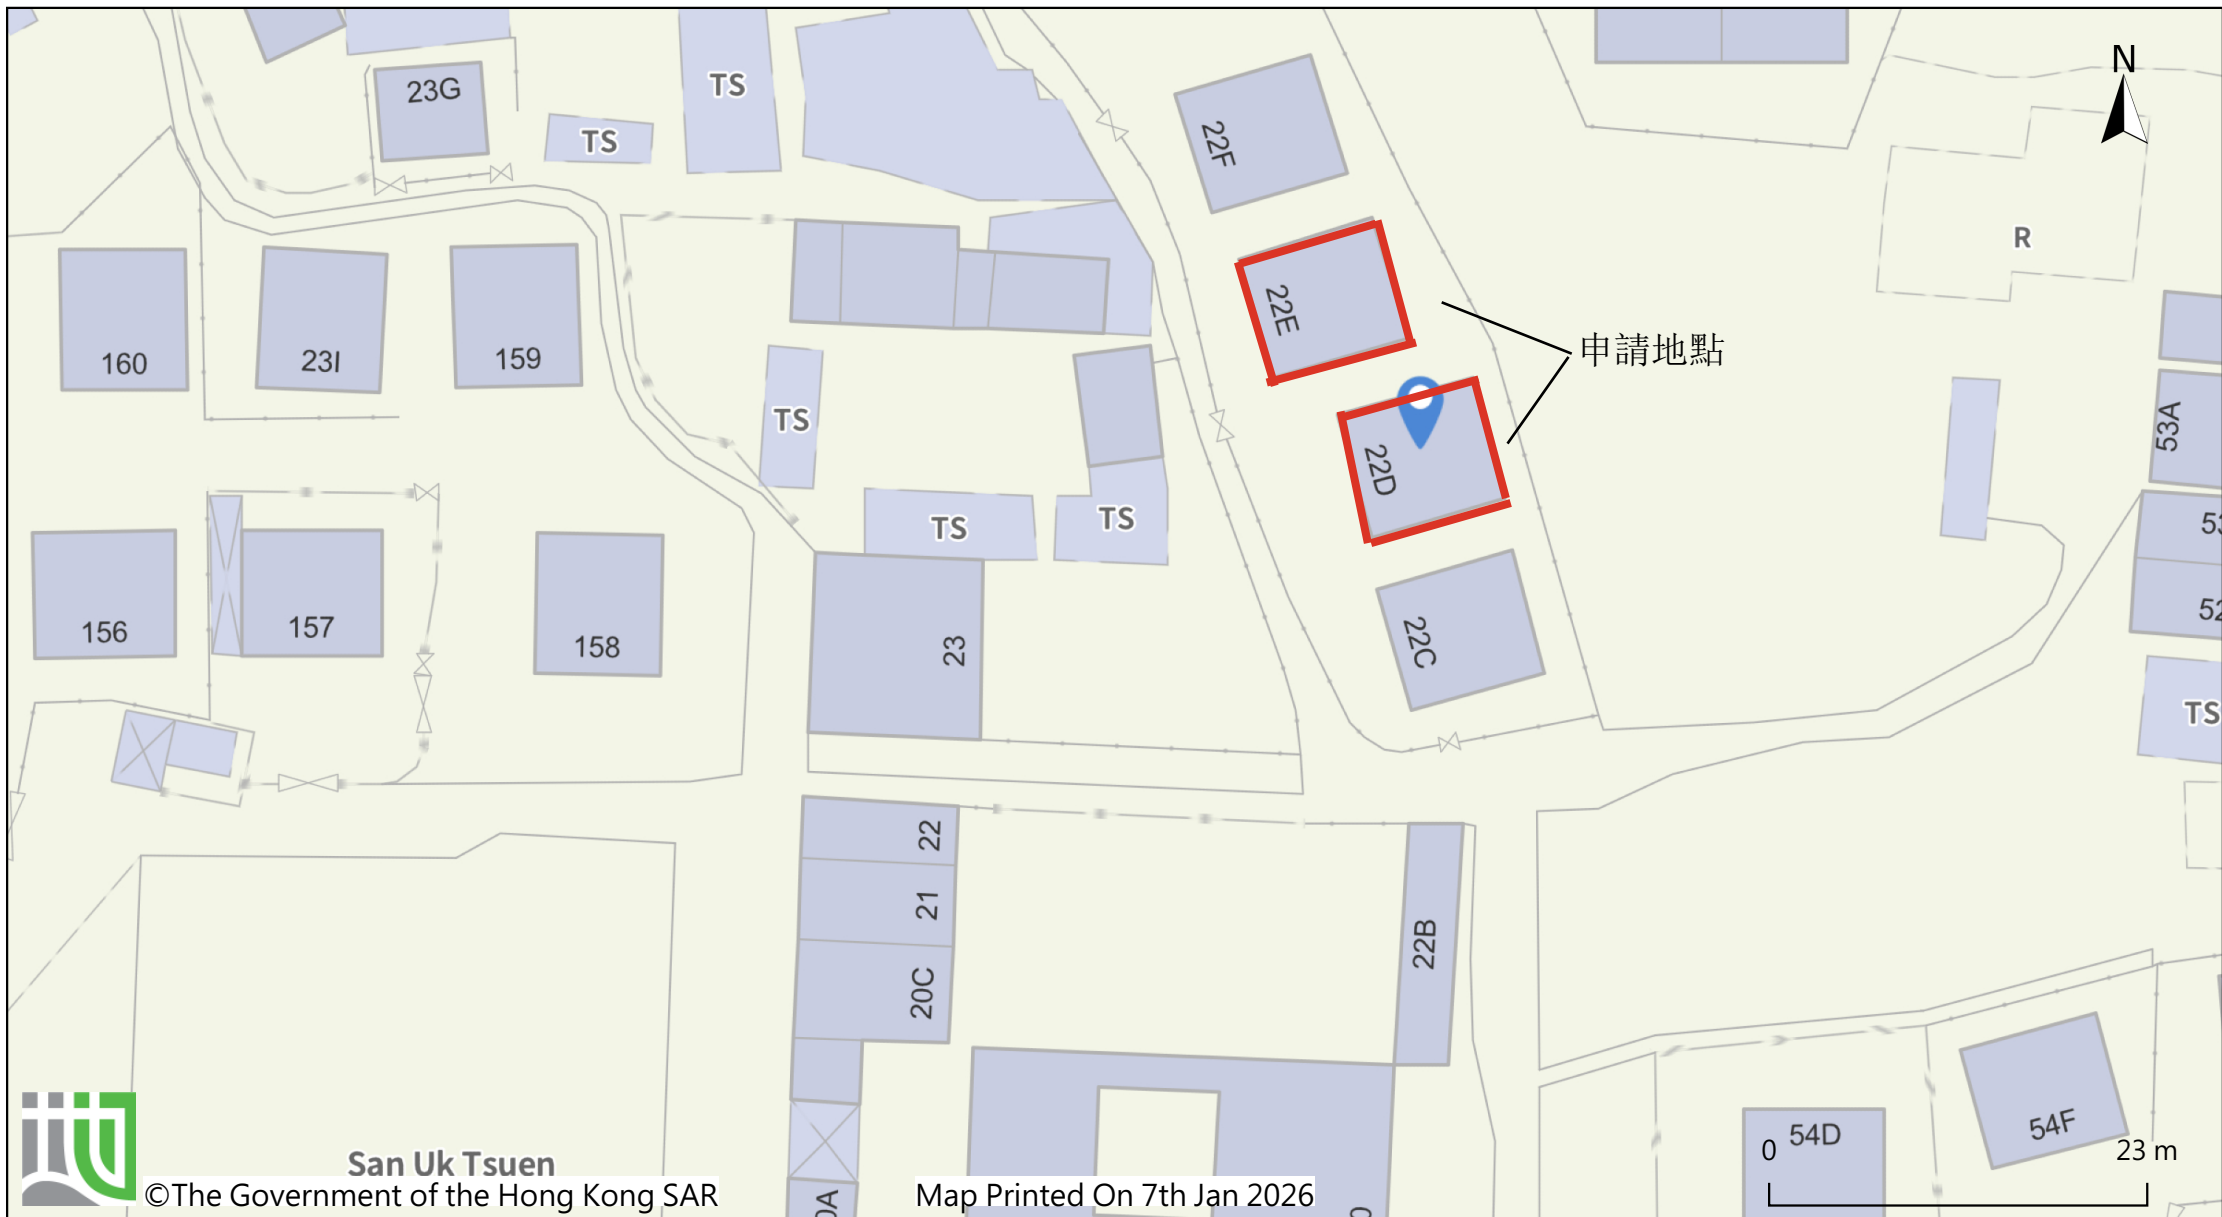 N
23G
TS
TS
22F
R
22E
160
23I
159
申請地點
TS
53A
22D
TS
TS
156
157
158
23
22C
52
TS
22
21
22B
20C
54D
54F
0
23 m
San Uk Tsuen
©The Government of the Hong Kong SAR
Map Printed On 7th Jan 2026